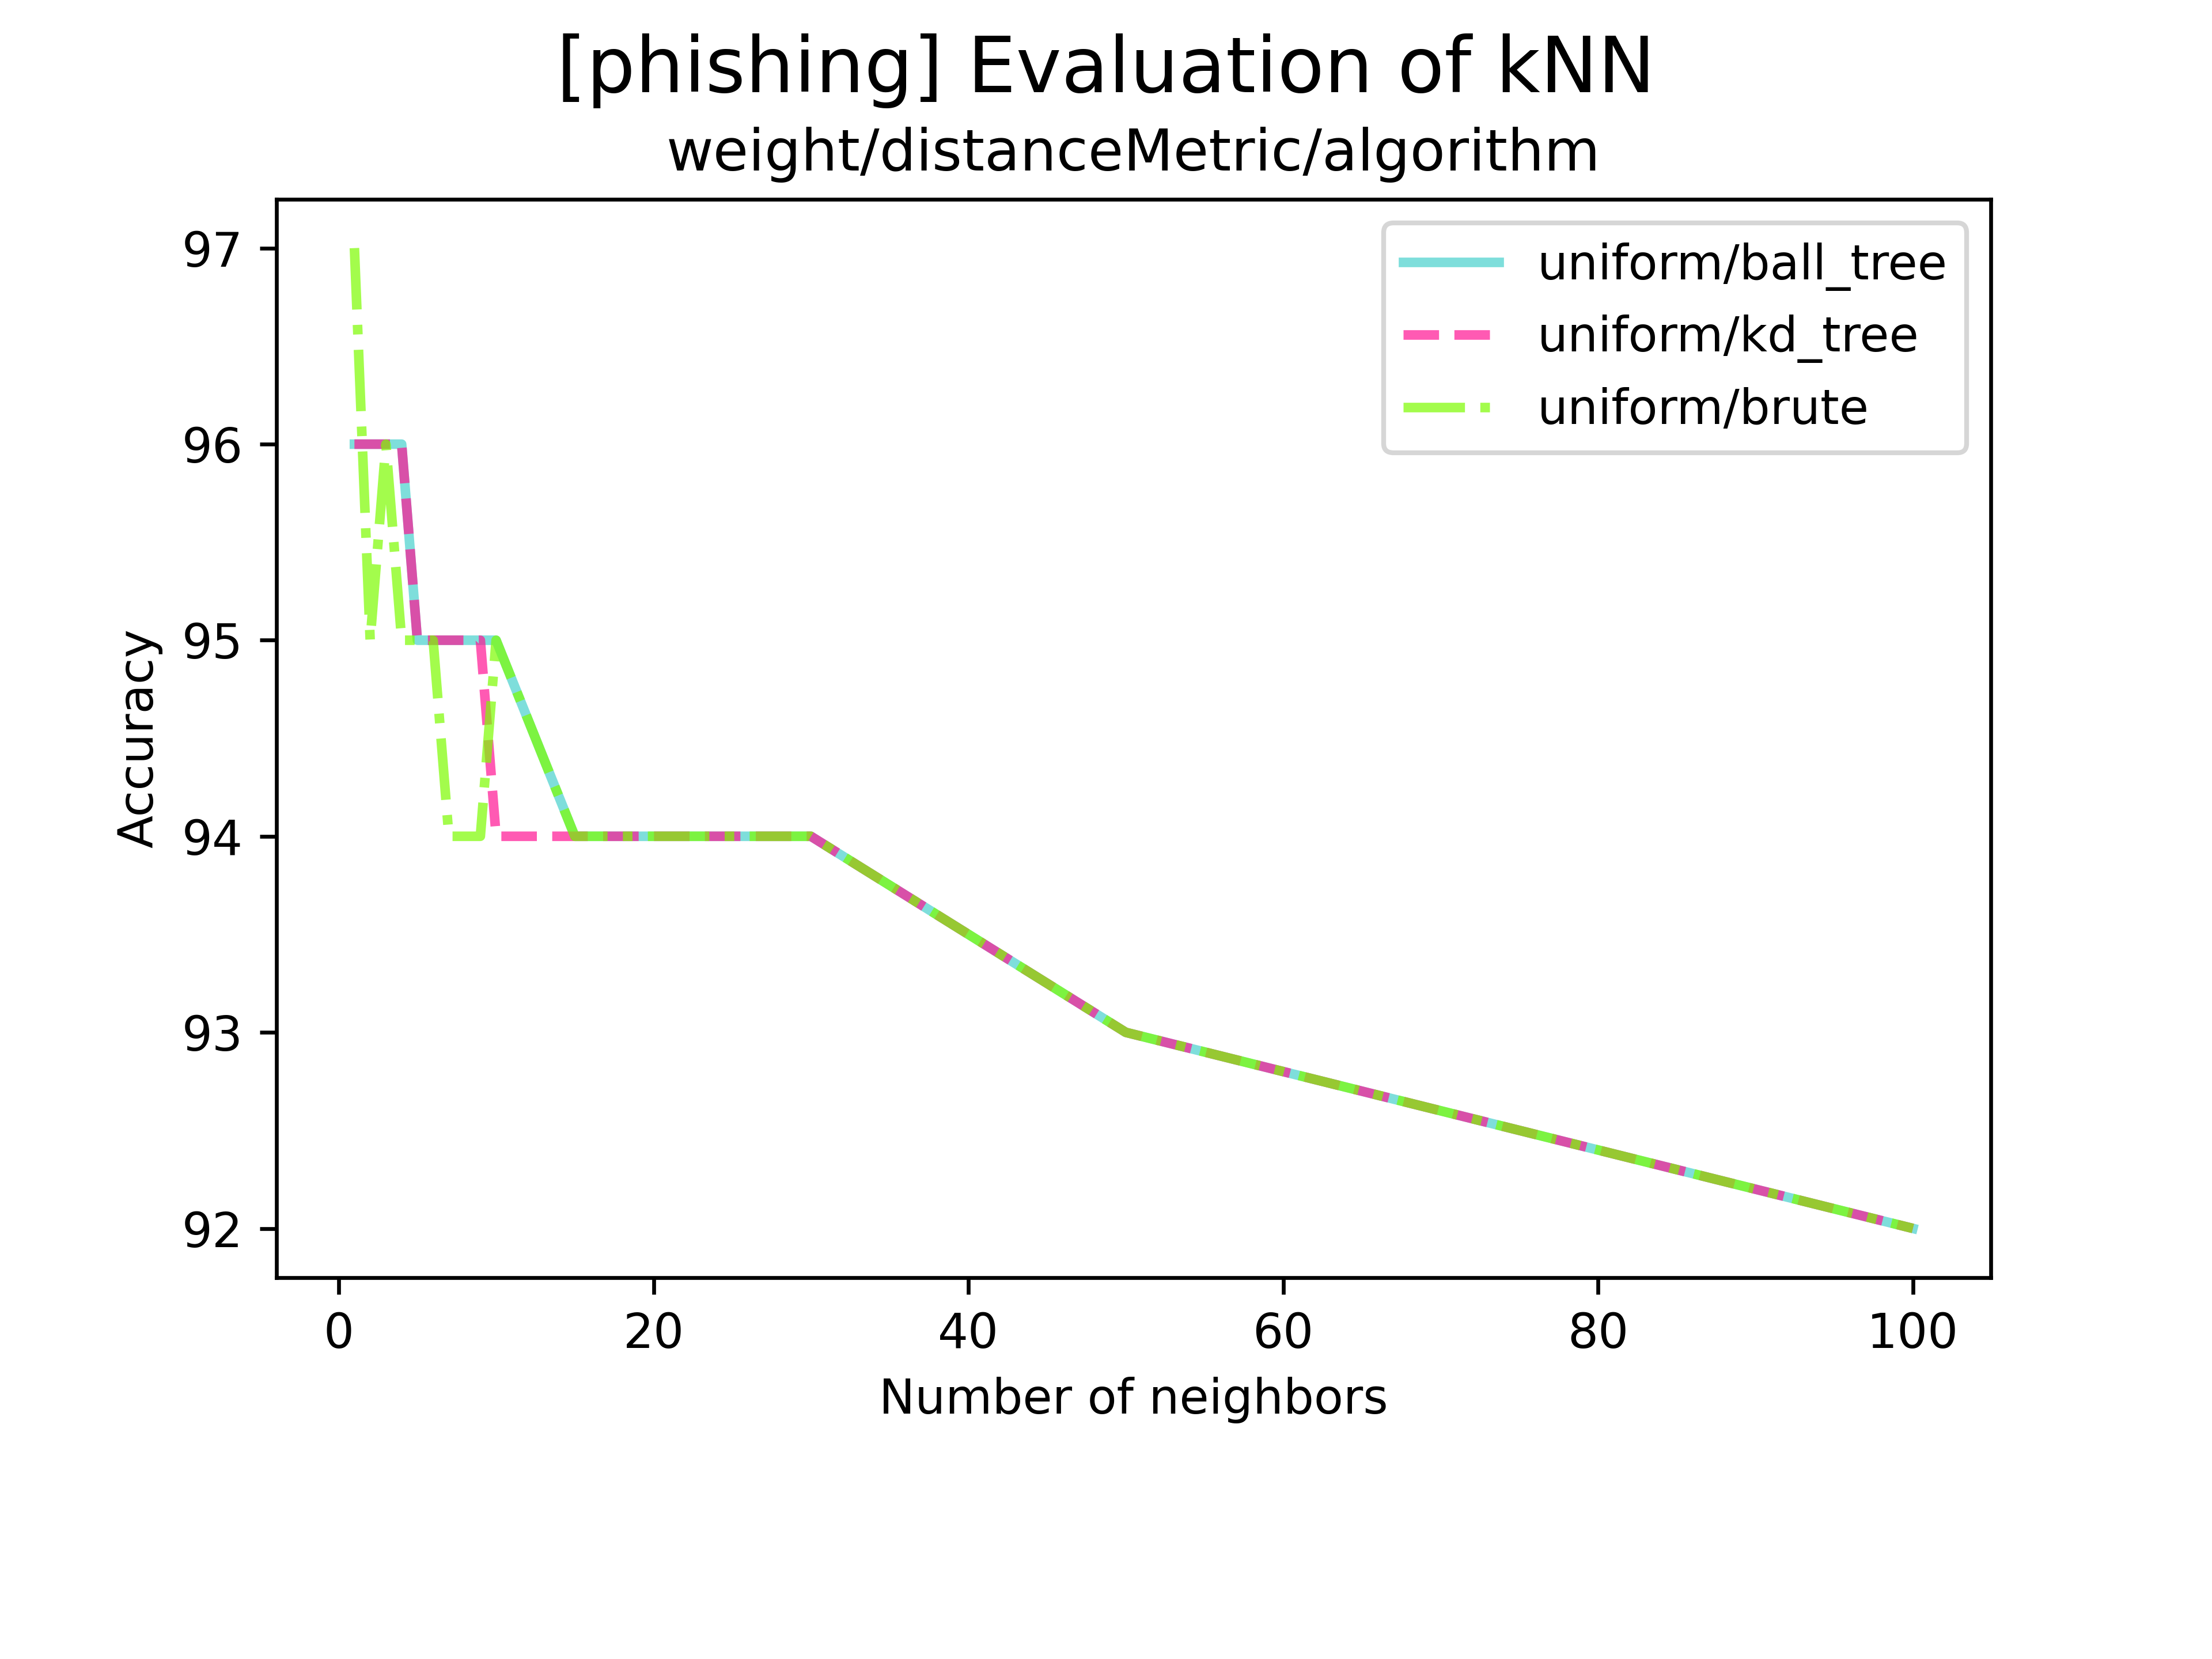 [phishing] Evaluation of kNN
weight/distanceMetric/algorithm
uniform/ball_tree
uniform/kd_tree
uniform/brute
97
96
95
94
93
92
Accuracy
0 20 40 60 80 100
Number of neighbors